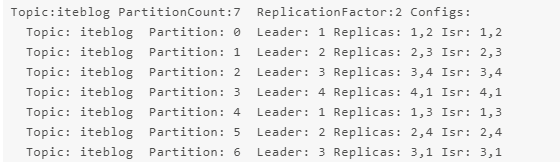 Topic:iteblog PartitionCount:7 ReplicationFactor:2 Configs:
Topic: iteblog Partition: 0 Leader: 1 Replicas: 1,2 Isr: 1,2
Topic: iteblog Partition: 1 Leader: 2 Replicas: 2,3 Isr: 2,3
Topic: iteblog Partition: 2 Leader: 3 Replicas: 3,4 Isr: 3,4
Topic: iteblog Partition: 3 Leader: 4 Replicas: 4,1 Isr: 4,1
Topic: iteblog Partition: 4 Leader: 1 Replicas: 1,3 Isr: 1,3
Topic: iteblog Partition: 5 Leader: 2 Replicas: 2,4 Isr: 2,4
Topic: iteblog Partition: 6 Leader: 3 Replicas: 3,1 Isr: 3,1